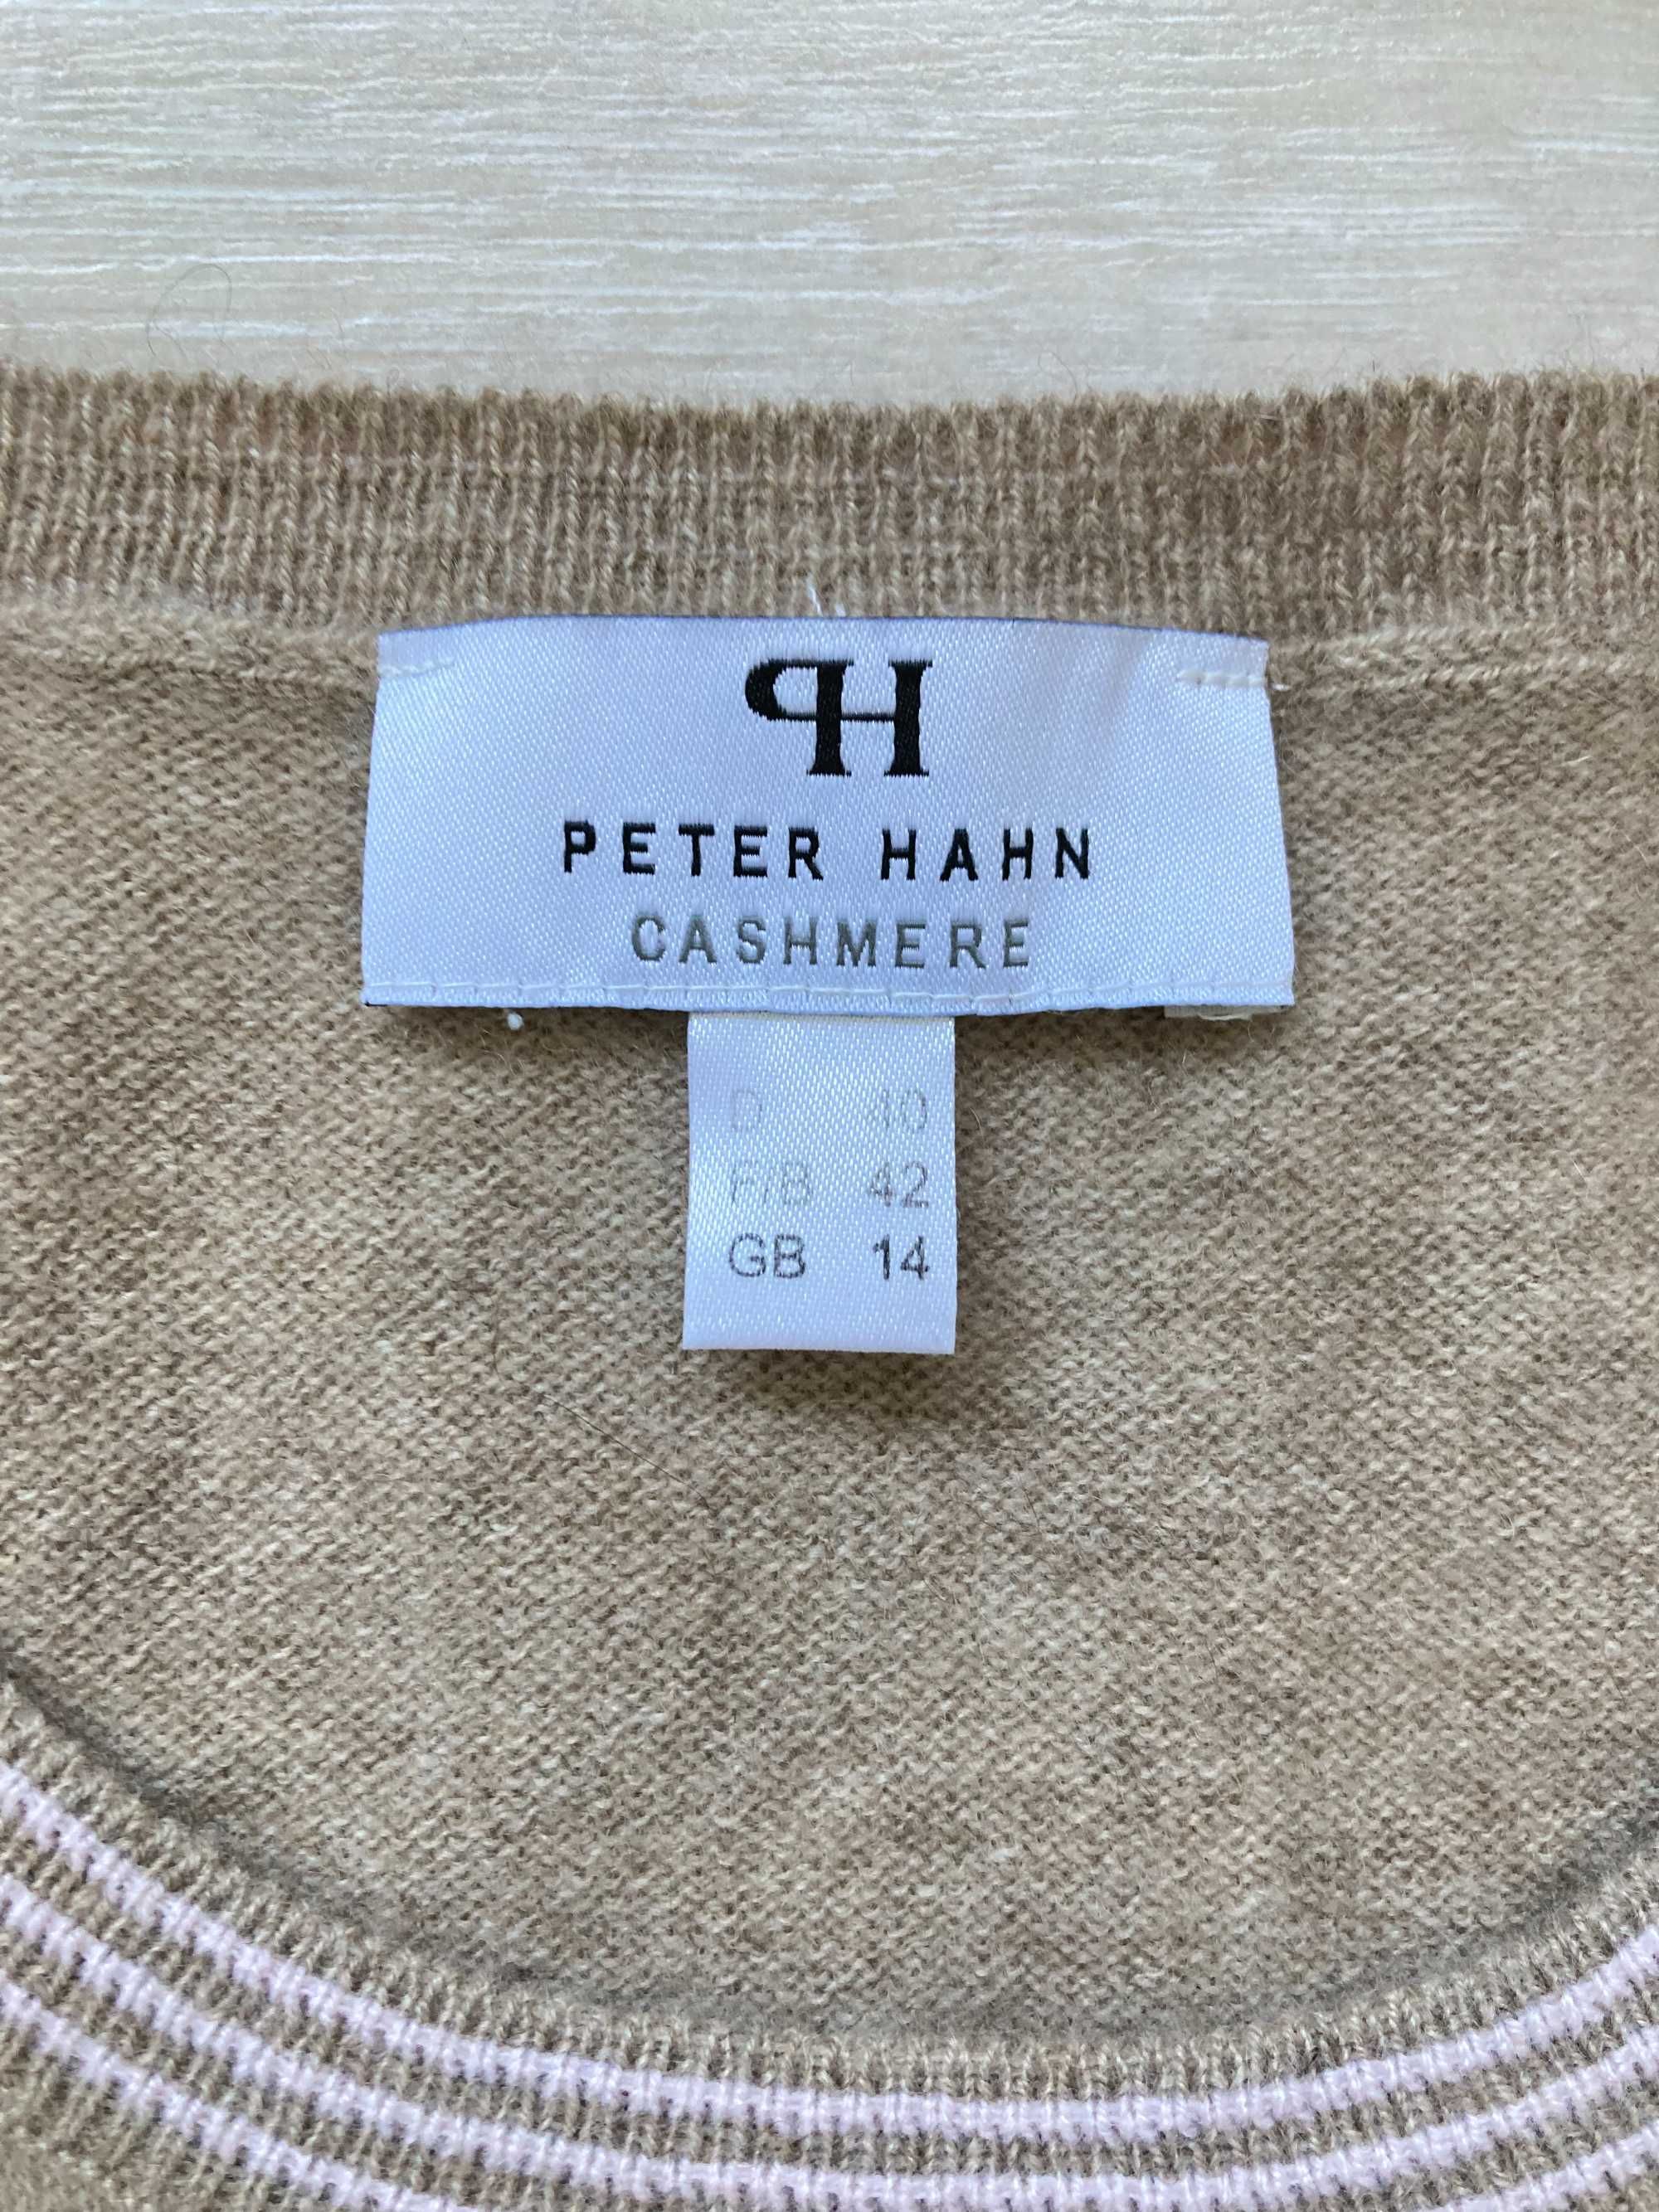 PH
PETER HAHN
CASHMERE
D 40
F/B 42
GB 14